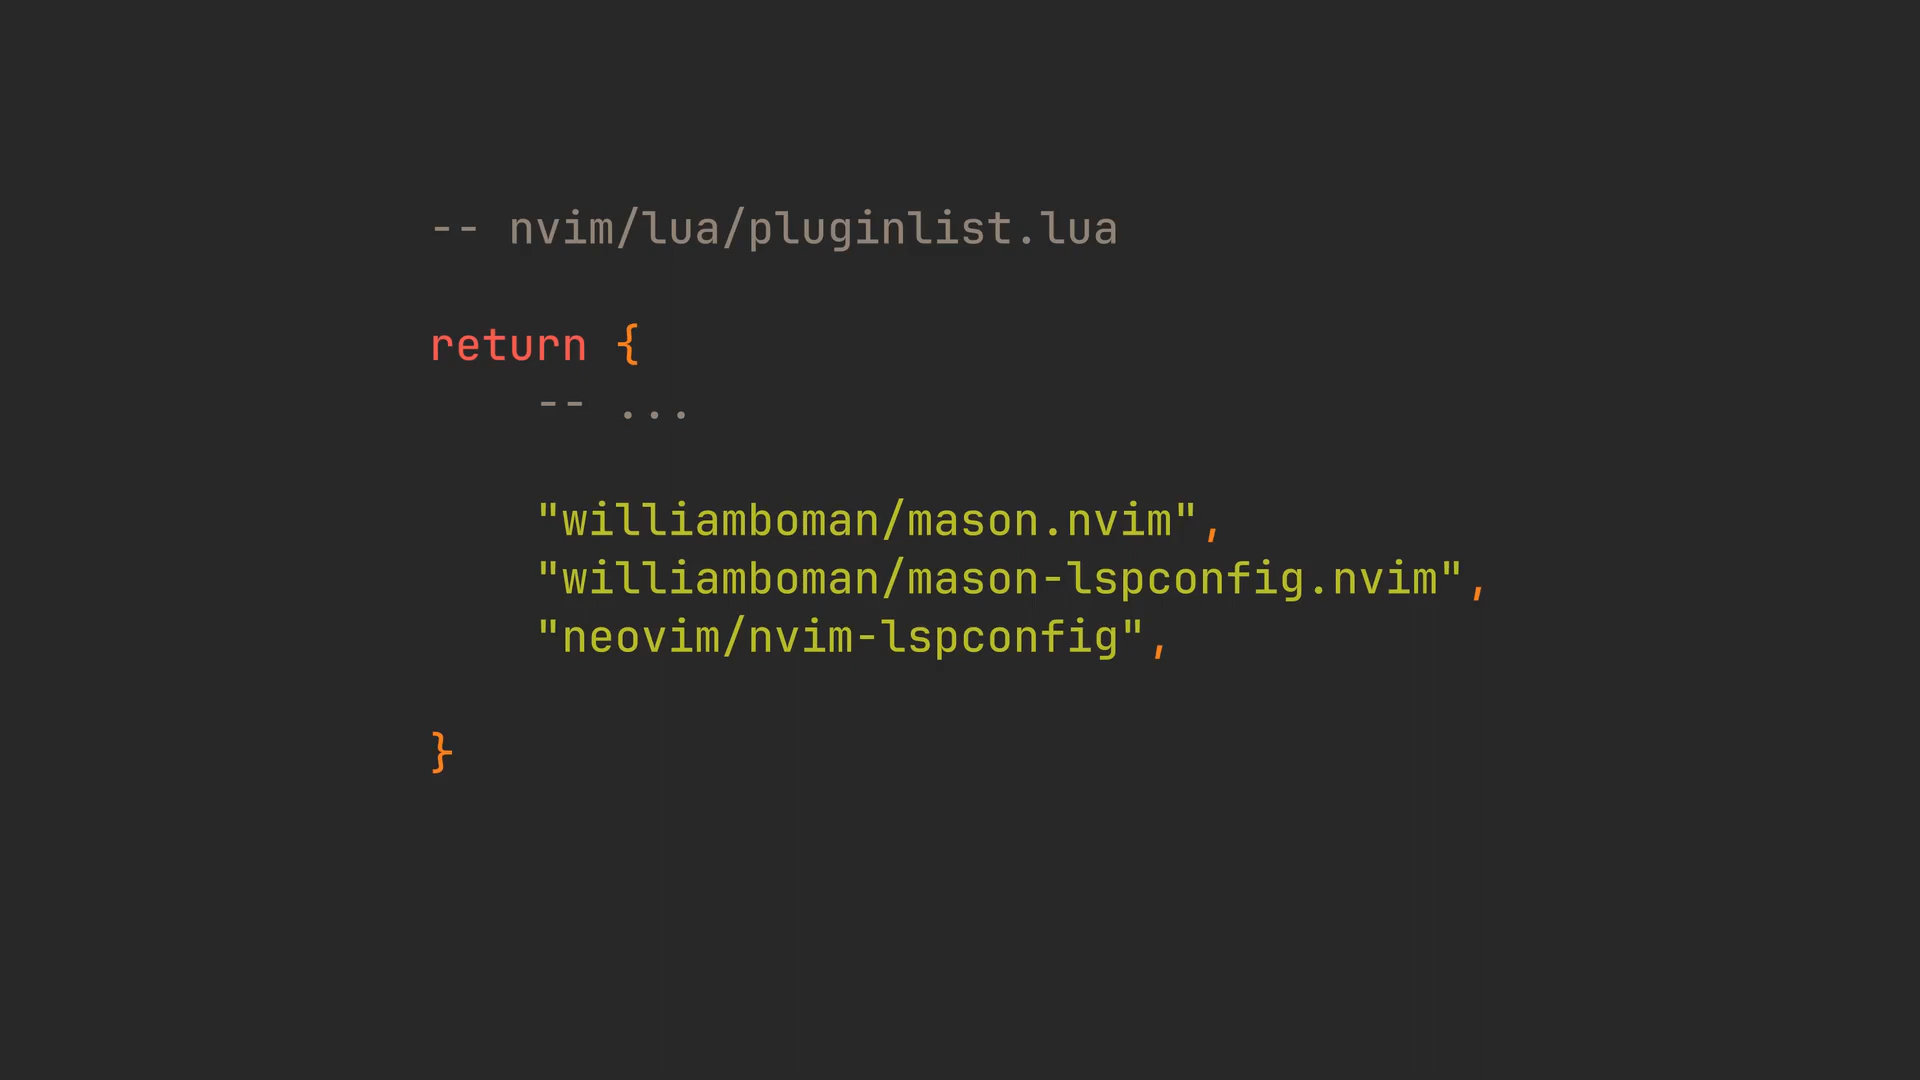 -- nvim/lua/pluginlist.lua
return {
-- ...
"williamboman/mason.nvim",
"williamboman/mason-lspconfig.nvim",
"neovim/nvim-lspconfig",
}